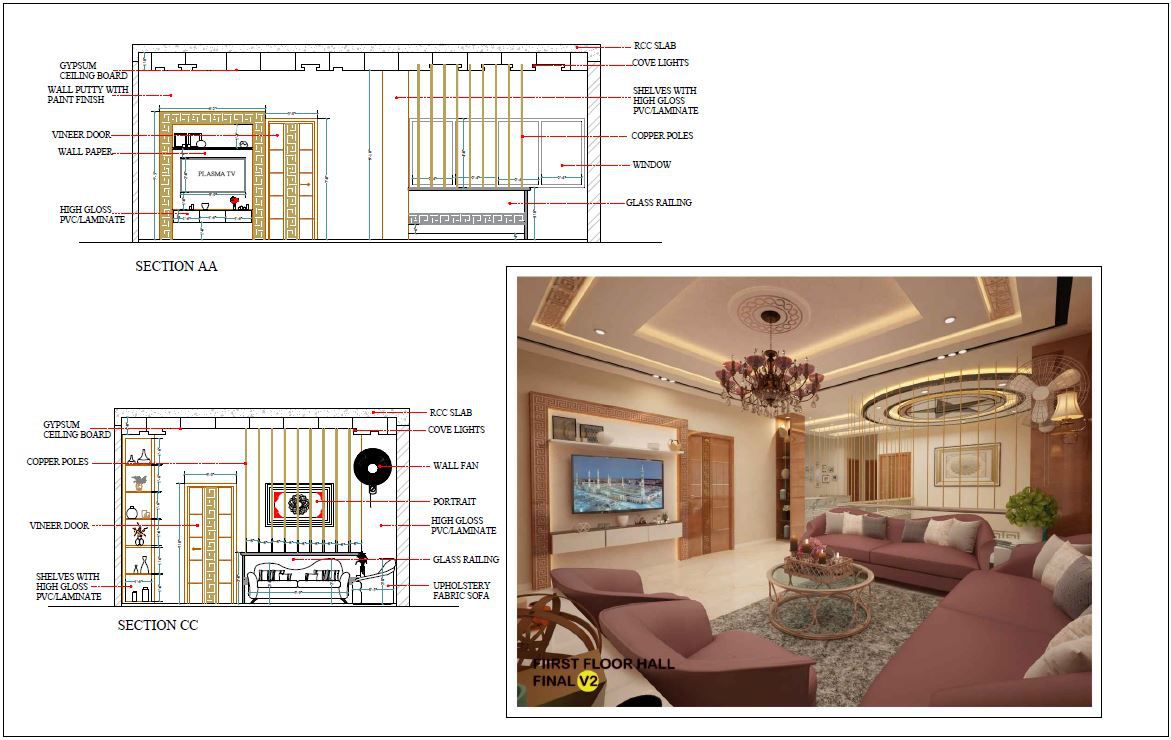 RCC SLAB
COVE LIGHTS
GYPSUM
CEILING BOARD
WALL PUTTY WITH
PAINT FINISH
SHELVES WITH
HIGH GLOSS
PVC/LAMINATE
VINEER DOOR
COPPER POLES
WALL PAPER
WINDOW
PLASMA TV
HIGH GLOSS
PVC/LAMINATE
GLASS RAILING
SECTION AA
RCC SLAB
GYPSUM
CEILING BOARD
COVE LIGHTS
COPPER POLES
WALL FAN
PORTRAIT
VINEER DOOR
HIGH GLOSS
PVC/LAMINATE
GLASS RAILING
SHELVES WITH
HIGH GLOSS
PVC/LAMINATE
UPHOLSTERY
FABRIC SOFA
SECTION CC
FIIRST FLOOR HALL
FINAL V2